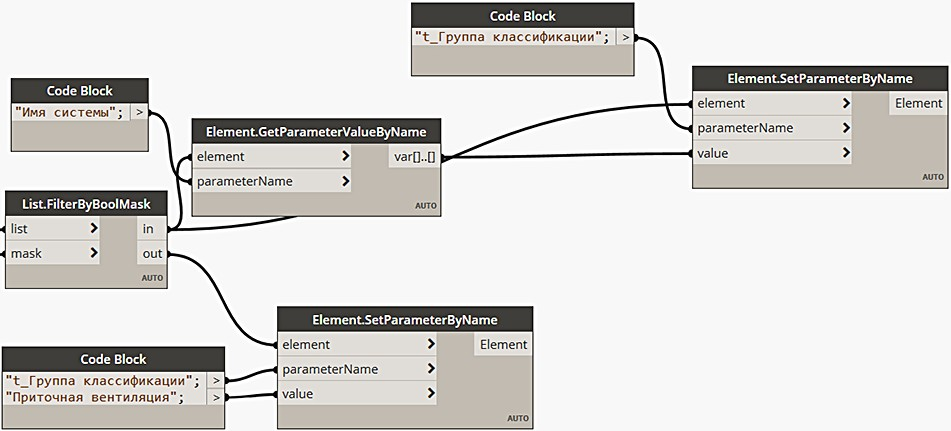 Code Block
"t_Группа классификации"; >
Element.SetParameterByName
element > Element
parameterName >
value >
AUTO
Code Block
"Имя системы"; >
Element.GetParameterValueByName
element > var[]..[]
parameterName >
AUTO
List.FilterByBoolMask
list > in
mask > out
AUTO
Element.SetParameterByName
element > Element
parameterName >
value >
AUTO
Code Block
"t_Группа классификации"; >
"Приточная вентиляция"; >